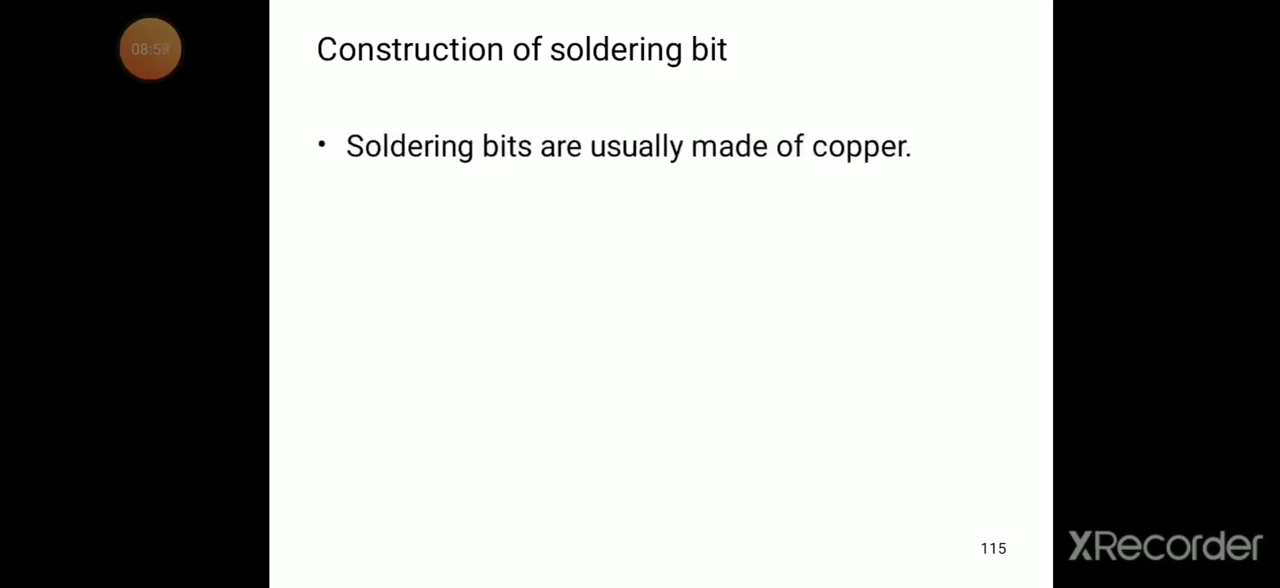 08:59
Construction of soldering bit
• Soldering bits are usually made of copper.
115
XRecorder